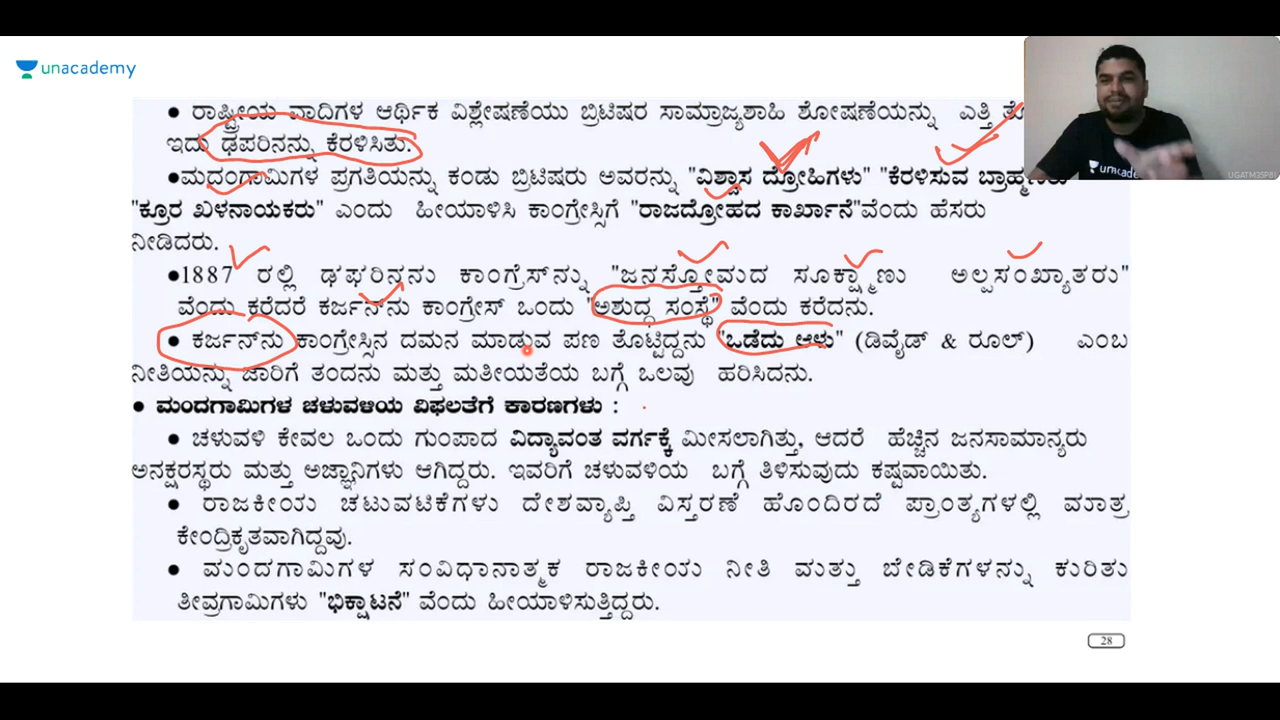 unacademy
● ರಾಷ್ಟ್ರೀಯ ವಾದಿಗಳ ಆರ್ಥಿಕ ವಿಶ್ಲೇಷಣೆಯು ಬ್ರಿಟಿಷರ ಸಾಮ್ರಾಜ್ಯಶಾಹಿ ಶೋಷಣೆಯನ್ನು ಎತ್ತಿ
ಇದು ಢಪರಿನನ್ನು ಕೆರಳಿಸಿತು.
●ಮದಂಗಾಮಿಗಳ ಪ್ರಗತಿಯನ್ನು ಕಂಡು ಬ್ರಿಟಿಷರು ಅವರನ್ನು "ವಿಶ್ವಾಸ ದ್ರೋಹಿಗಳು" "ಕೆರಳಿಸುವ
"ಕ್ರೂರ ಖಳನಾಯಕರು" ಎಂದು ಹೀಯಾಳಿಸಿ ಕಾಂಗ್ರೇಸ್ಸಿಗೆ "ರಾಜದ್ರೋಹದ ಕಾರ್ಖಾನೆ"ವೆಂದು ಹೆಸರು
ನೀಡಿದರು.
●1887 ರಲ್ಲಿ ಢಫರಿನ್ನನು ಕಾಂಗ್ರೆಸ್‌ನ್ನು "ಜನಸ್ತೋಮದ ಸೂಕ್ಷ್ಮಾಣು ಅಲ್ಪಸಂಖ್ಯಾತರು"
ವೆಂದು ಕರೆದರೆ ಕರ್ಜನ್‌ನು ಕಾಂಗ್ರೇಸ್ ಒಂದು "ಅಶುದ್ಧ ಸಂಸ್ಥೆ" ವೆಂದು ಕರೆದನು.
● ಕರ್ಜನ್‌ನು ಕಾಂಗ್ರೇಸ್ಸಿನ ದಮನ ಮಾಡುವ ಪಣ ತೊಟ್ಟಿದ್ದನು "ಒಡೆದು ಆಳು" (ಡಿವೈಡ್ & ರೂಲ್) ಎಂಬ
ನೀತಿಯನ್ನು ಜಾರಿಗೆ ತಂದನು ಮತ್ತು ಮತೀಯತೆಯ ಬಗ್ಗೆ ಒಲವು ಹರಿಸಿದನು.
● ಮಂದಗಾಮಿಗಳ ಚಳುವಳಿಯ ವಿಫಲತೆಗೆ ಕಾರಣಗಳು :
● ಚಳುವಳಿ ಕೇವಲ ಒಂದು ಗುಂಪಾದ ವಿದ್ಯಾವಂತ ವರ್ಗಕ್ಕೆ ಮೀಸಲಾಗಿತ್ತು, ಆದರೆ ಹೆಚ್ಚಿನ ಜನಸಾಮಾನ್ಯರು
ಅನಕ್ಷರಸ್ಥರು ಮತ್ತು ಅಜ್ಞಾನಿಗಳು ಆಗಿದ್ದರು. ಇವರಿಗೆ ಚಳುವಳಿಯ ಬಗ್ಗೆ ತಿಳಿಸುವುದು ಕಷ್ಟವಾಯಿತು.
● ರಾಜಕೀಯ ಚಟುವಟಿಕೆಗಳು ದೇಶವ್ಯಾಪ್ತಿ ವಿಸ್ತರಣೆ ಹೊಂದಿರದೆ ಪ್ರಾಂತ್ಯಗಳಲ್ಲಿ ಮಾತ್ರ
ಕೇಂದ್ರಿಕೃತವಾಗಿದ್ದವು.
● ಮಂದಗಾಮಿಗಳ ಸಂವಿಧಾನಾತ್ಮಕ ರಾಜಕೀಯ ನೀತಿ ಮತ್ತು ಬೇಡಿಕೆಗಳನ್ನು ಕುರಿತು
ತೀವ್ರಗಾಮಿಗಳು "ಭಿಕ್ಷಾಟನೆ" ವೆಂದು ಹೀಯಾಳಿಸುತ್ತಿದ್ದರು.
28